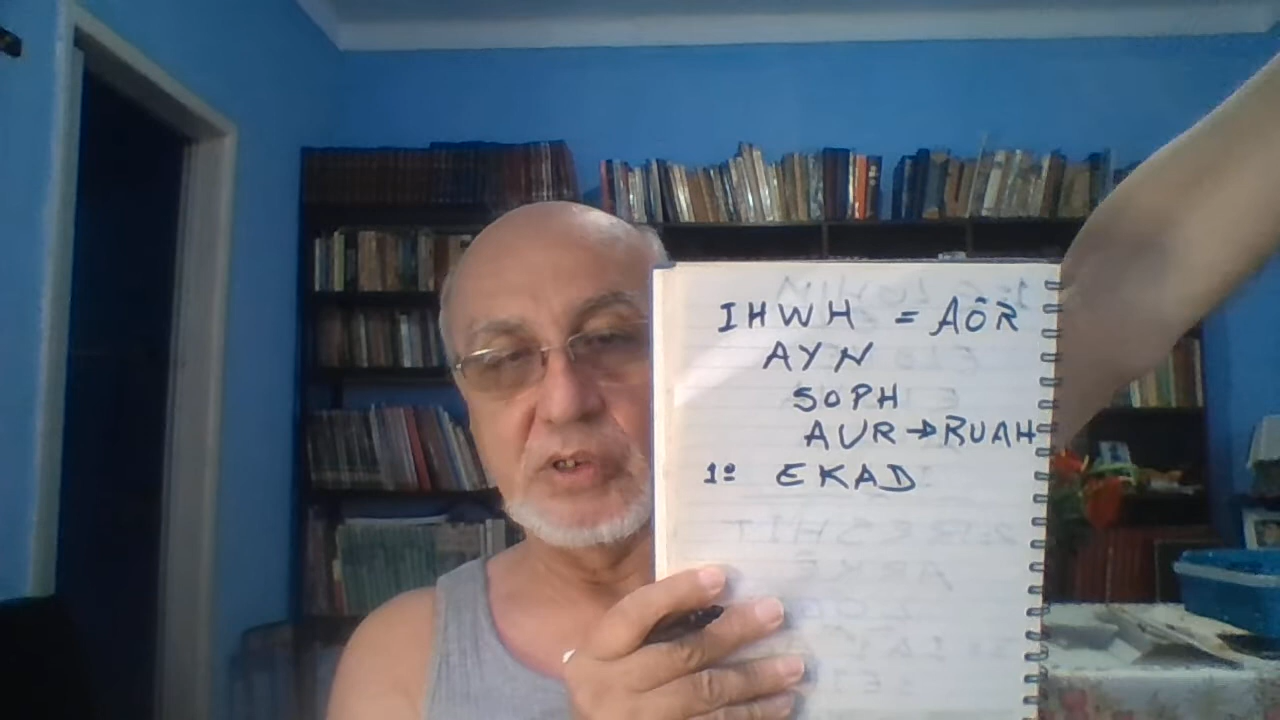 IHWH = AÔR
AYN
SOPH
AUR → RUAH
1º EKAD